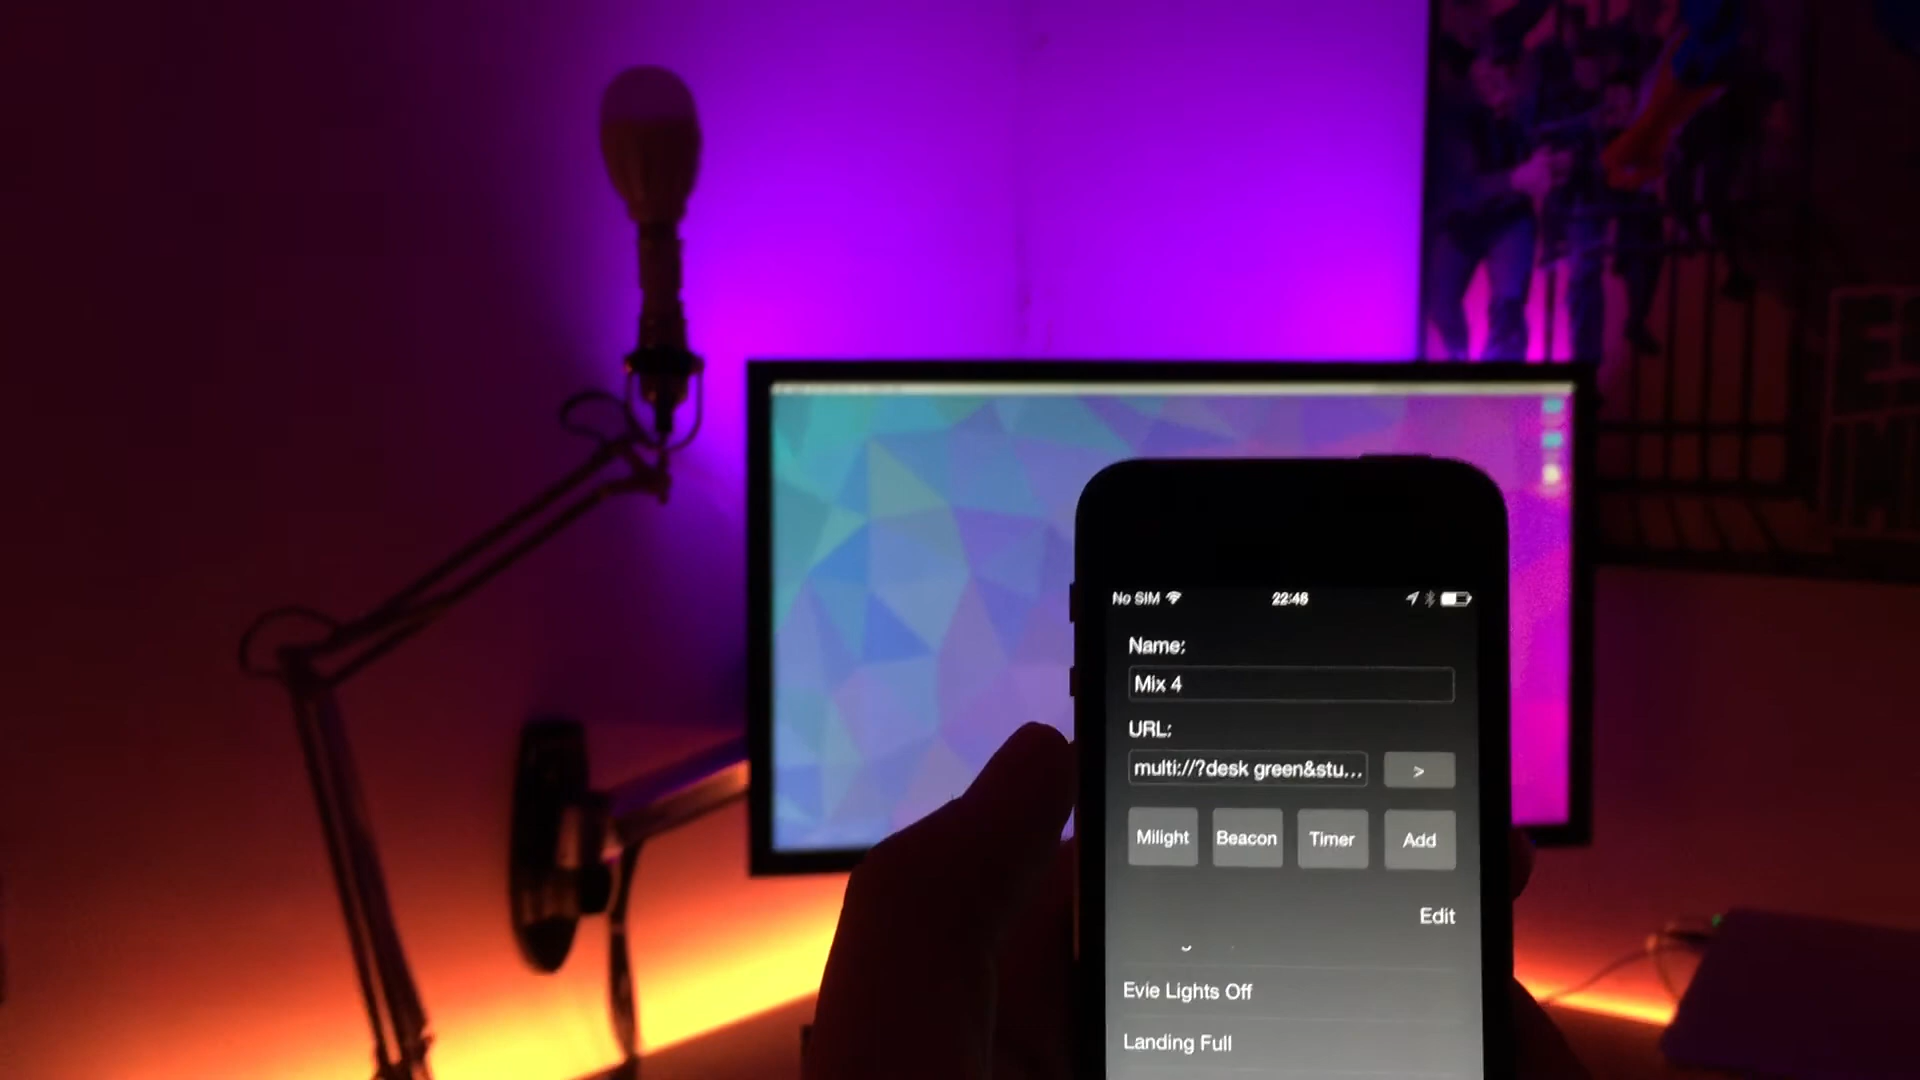 No SIM 22:46
Name:
Mix 4
URL:
multi://?desk green&stu... >
Milight Beacon Timer Add
Edit
Evie Lights Off
Landing Full